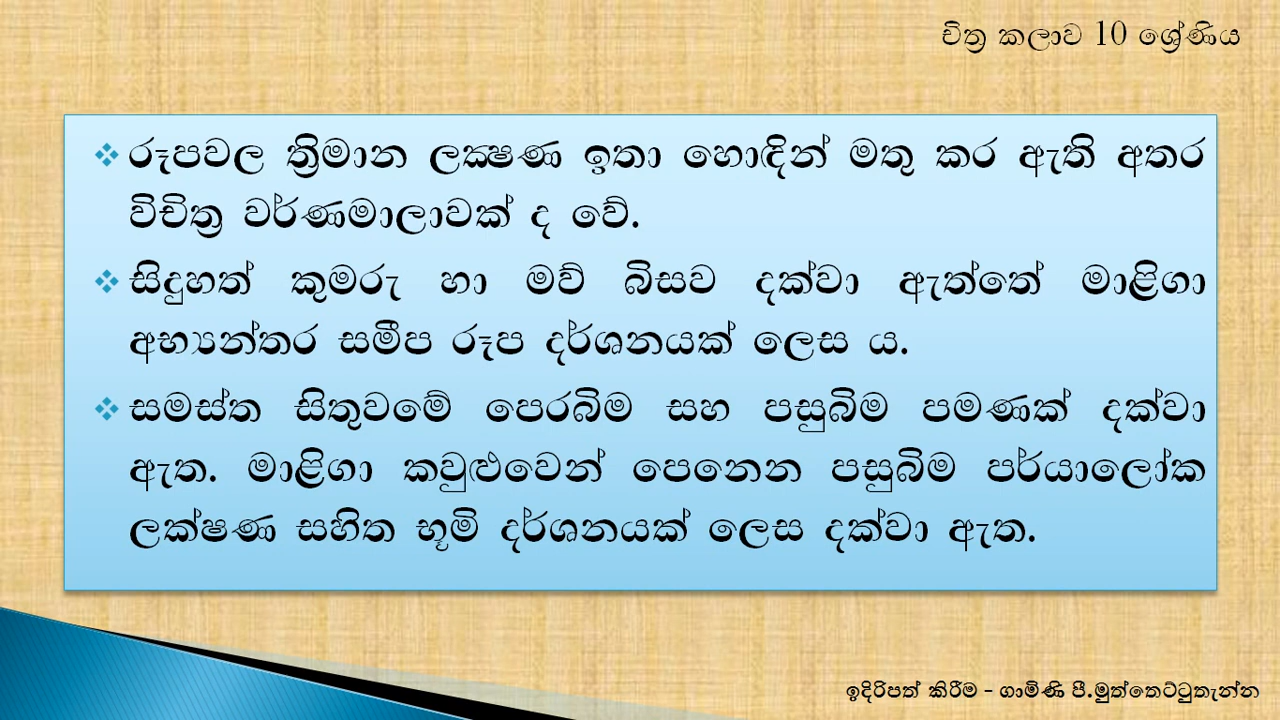 චිත්‍ර කලාව 10 ශ්‍රේණිය
රූපවල ත්‍රිමාන ලක්‍ෂණ ඉතා හොඳින් මතු කර ඇති අතර
විචිත්‍ර වර්ණමාලාවක් ද වේ.
සිදුහත් කුමරු හා මව් බිසව දක්වා ඇත්තේ මාළිගා
අභ්‍යන්තර සමීප රූප දර්ශනයක් ලෙස ය.
සමස්ත සිතුවමේ පෙරබිම සහ පසුබිම පමණක් දක්වා
ඇත. මාළිගා කවුළුවෙන් පෙනෙන පසුබිම පර්යාලෝක
ලක්ෂණ සහිත භූමි දර්ශනයක් ලෙස දක්වා ඇත.
ඉදිරිපත් කිරීම - ගාමිණි පී.මුත්තෙට්ටුතැන්න